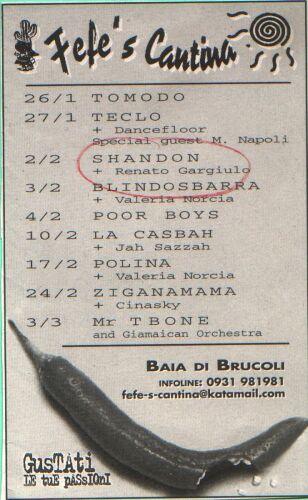 Fefe's Cantina
26/1 TOMODO
27/1 TECLO
+ Dancefloor
Special guest M. Napoli
2/2 SHANDON
+ Renato Gargiulo
3/2 BLINDOSBARRA
+ Valeria Norcia
4/2 POOR BOYS
10/2 LA CASBAH
+ Jah Sazzah
17/2 POLINA
+ Valeria Norcia
24/2 ZIGANAMAMA
+ Cinasky
3/3 Mr T BONE
and Giamaican Orchestra
BAIA DI BRUCOLI
INFOLINE: 0931 981981
fefe-s-cantina@katamail.com
GusTATi
LE tuE pASSIOnI